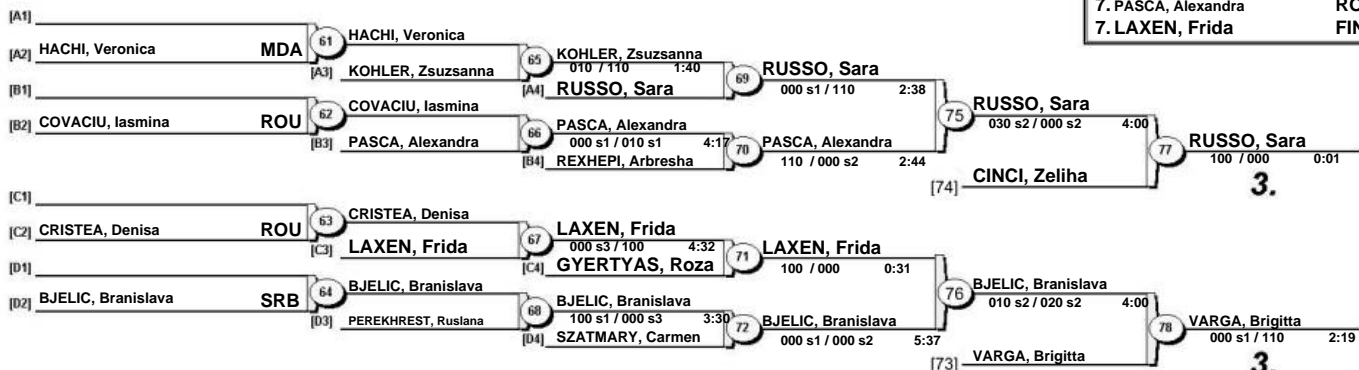 7. PASCA, Alexandra RO
7. LAXEN, Frida FIN
[A1]
[A2] HACHI, Veronica MDA
61
HACHI, Veronica
[A3] KOHLER, Zsuzsanna
65
KOHLER, Zsuzsanna
010 / 110 1:40
[A4] RUSSO, Sara
69
RUSSO, Sara
000 s1 / 110 2:38
[B1]
[B2] COVACIU, Iasmina ROU
62
COVACIU, Iasmina
[B3] PASCA, Alexandra
66
PASCA, Alexandra
000 s1 / 010 s1 4:17
[B4] REXHEPI, Arbresha
70
PASCA, Alexandra
110 / 000 s2 2:44
75
RUSSO, Sara
030 s2 / 000 s2 4:00
[74] CINCI, Zeliha
77
RUSSO, Sara
100 / 000 0:01
3.
[C1]
[C2] CRISTEA, Denisa ROU
63
CRISTEA, Denisa
[C3] LAXEN, Frida
67
LAXEN, Frida
000 s3 / 100 4:32
[C4] GYERTYAS, Roza
71
LAXEN, Frida
100 / 000 0:31
[D1]
[D2] BJELIC, Branislava SRB
64
BJELIC, Branislava
[D3] PEREKHREST, Ruslana
68
BJELIC, Branislava
100 s1 / 000 s3 3:30
[D4] SZATMARY, Carmen
72
BJELIC, Branislava
000 s1 / 000 s2 5:37
76
BJELIC, Branislava
010 s2 / 020 s2 4:00
[73] VARGA, Brigitta
78
VARGA, Brigitta
000 s1 / 110 2:19
3.